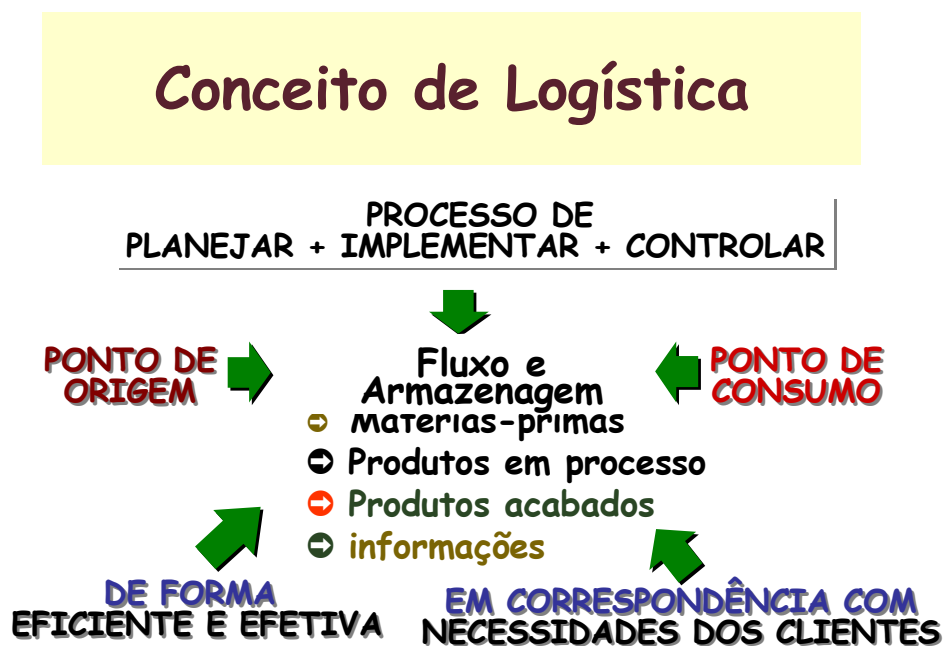 Conceito de Logística
PROCESSO DE
PLANEJAR + IMPLEMENTAR + CONTROLAR
PONTO DE
ORIGEM
Fluxo e
Armazenagem
PONTO DE
CONSUMO
Matérias-primas
Produtos em processo
Produtos acabados
informações
DE FORMA
EFICIENTE E EFETIVA
EM CORRESPONDÊNCIA COM
NECESSIDADES DOS CLIENTES